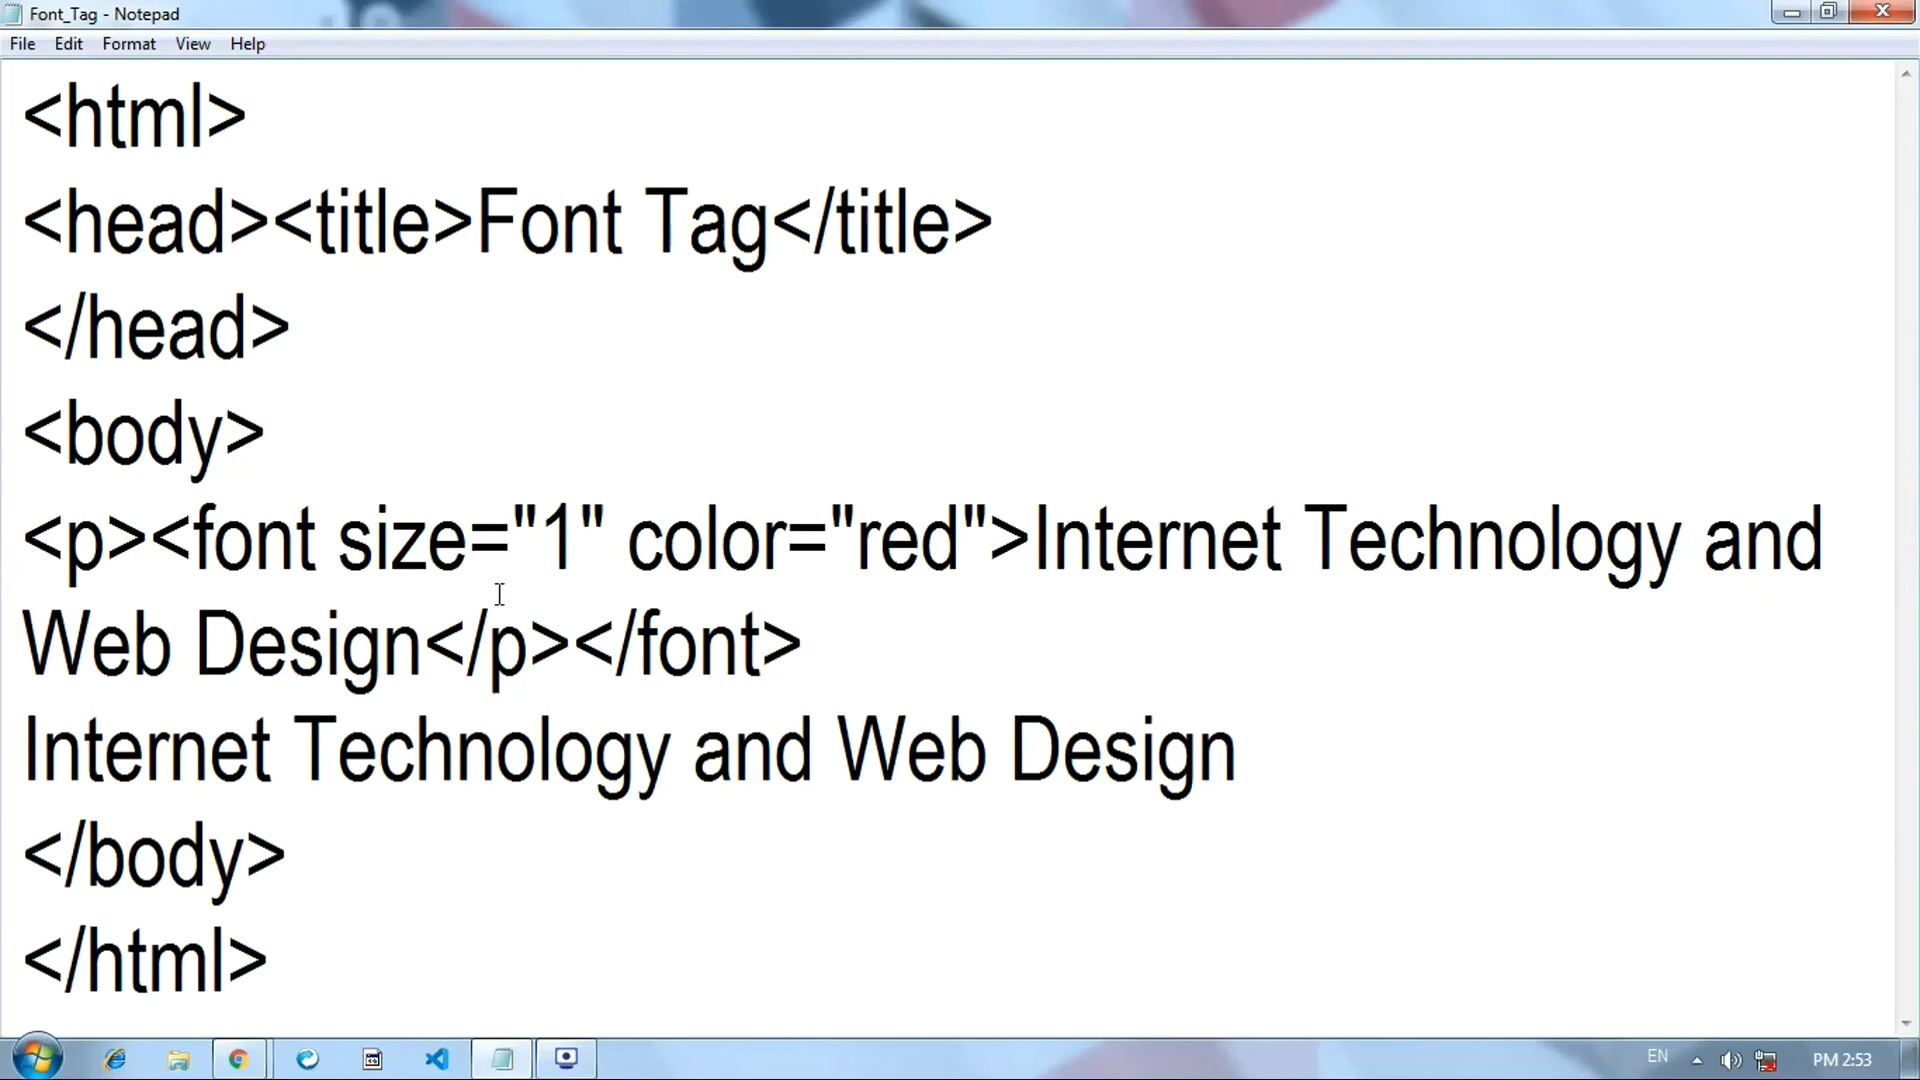 Font_Tag - Notepad
File Edit Format View Help
<html>
<head><title>Font Tag</title>
</head>
<body>
<p><font size="1" color="red">Internet Technology and
Web Design</p></font>
Internet Technology and Web Design
</body>
</html>
EN PM 2:53